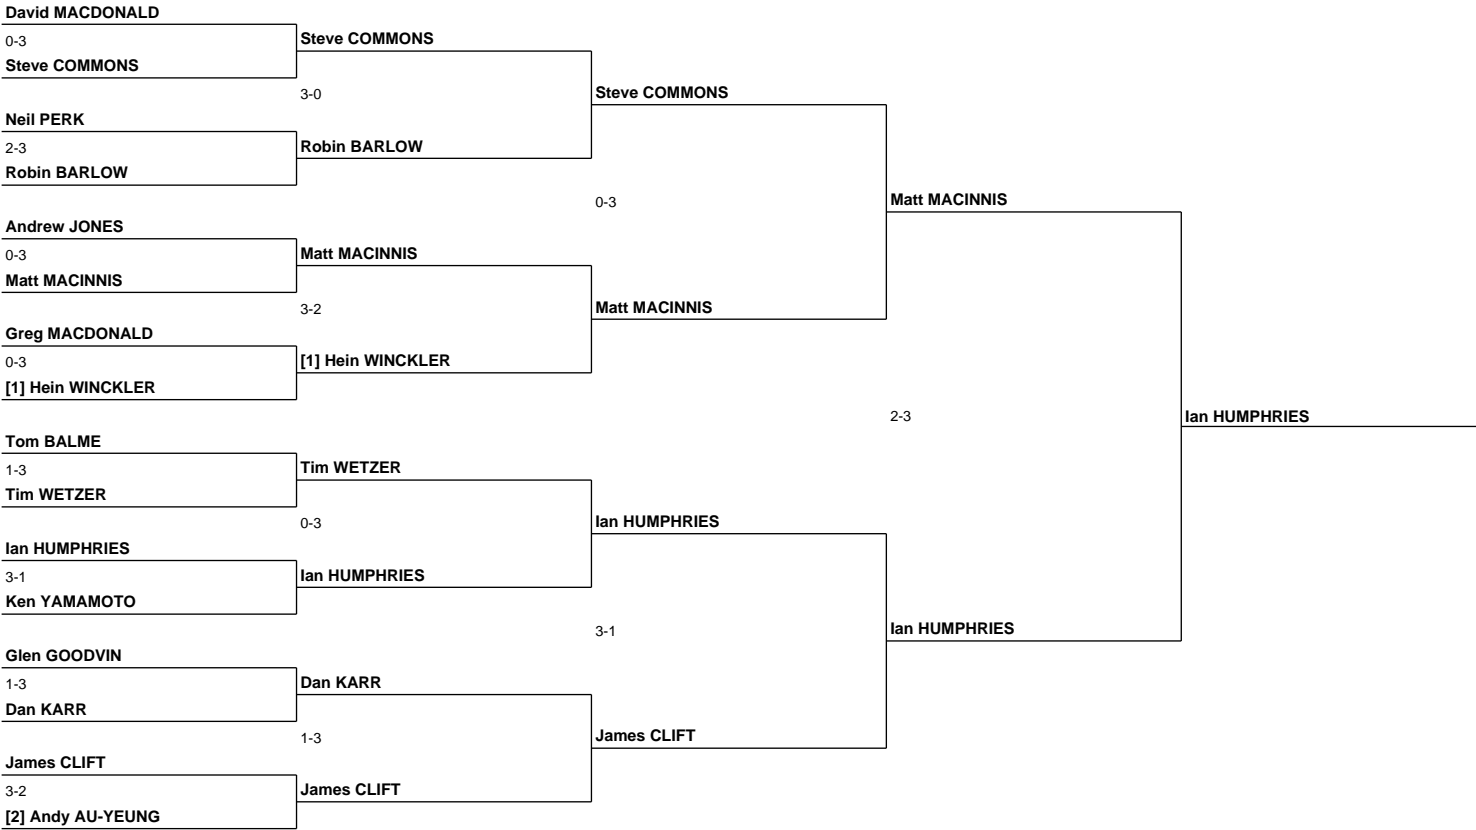 David MACDONALD
0-3
Steve COMMONS
Neil PERK
2-3
Robin BARLOW
Andrew JONES
0-3
Matt MACINNIS
Greg MACDONALD
0-3
[1] Hein WINCKLER
Tom BALME
1-3
Tim WETZER
Ian HUMPHRIES
3-1
Ken YAMAMOTO
Glen GOODVIN
1-3
Dan KARR
James CLIFT
3-2
[2] Andy AU-YEUNG
Steve COMMONS
3-0
Robin BARLOW
Matt MACINNIS
3-2
[1] Hein WINCKLER
Tim WETZER
0-3
Ian HUMPHRIES
Dan KARR
1-3
James CLIFT
Steve COMMONS
0-3
Matt MACINNIS
Ian HUMPHRIES
3-1
James CLIFT
Matt MACINNIS
2-3
Ian HUMPHRIES
Ian HUMPHRIES